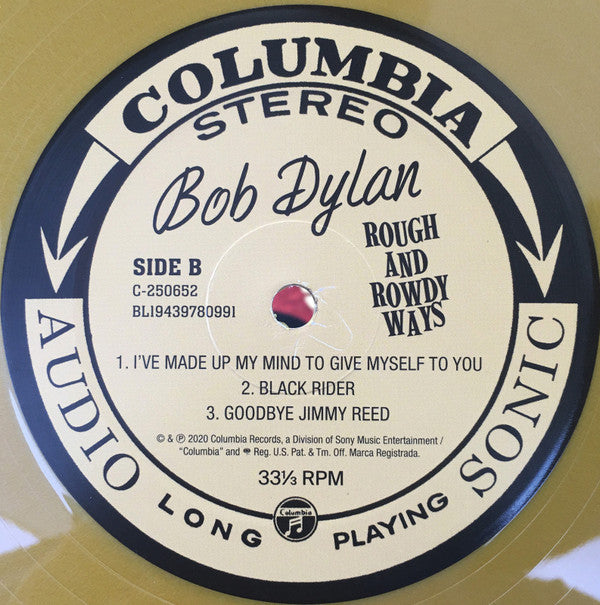 COLUMBIA
STEREO
Bob Dylan
ROUGH
AND
ROWDY
WAYS
SIDE B
C-250652
BL19439780991
1. I'VE MADE UP MY MIND TO GIVE MYSELF TO YOU
2. BLACK RIDER
3. GOODBYE JIMMY REED
© & ℗ 2020 Columbia Records, a Division of Sony Music Entertainment /
"Columbia" and Reg. U.S. Pat. & Tm. Off. Marca Registrada.
33⅓ RPM
Columbia
AUDIO
LONG
PLAYING
SONIC